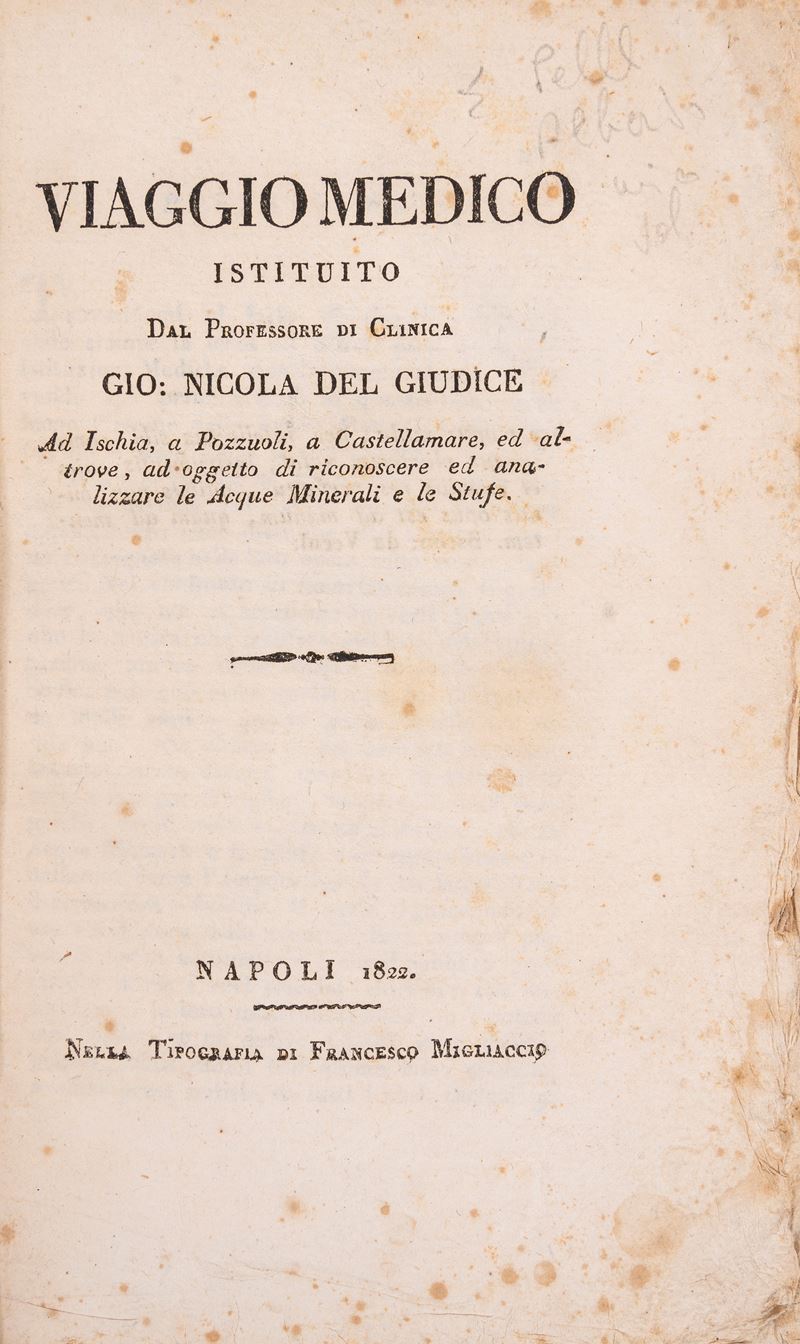 VIAGGIO MEDICO
ISTITUITO
DAL PROFESSORE DI CLINICA
GIO: NICOLA DEL GIUDICE
Ad Ischia, a Pozzuoli, a Castellamare, ed al-
trove, ad oggetto di riconoscere ed ana-
lizzare le Acque Minerali e le Stufe.
NAPOLI 1822.
NELLA TIPOGRAFIA DI FRANCESCO MIGLIACCIO